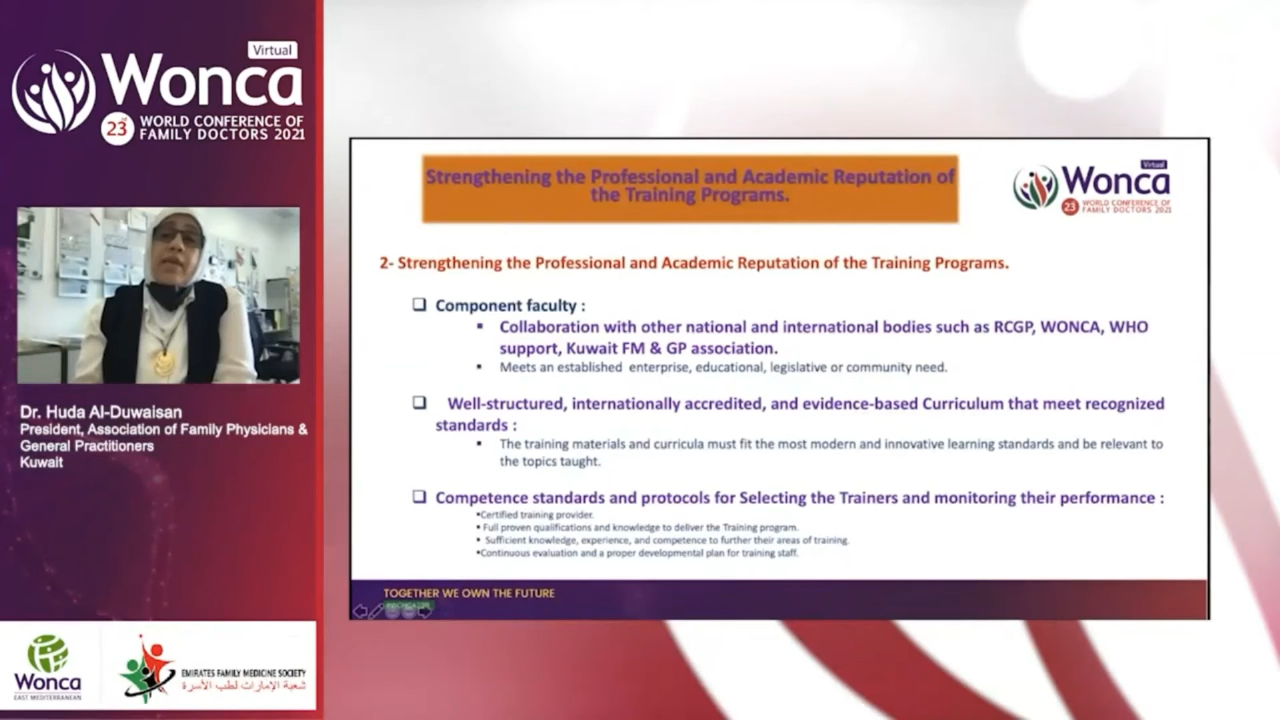 Virtual
Wonca
23rd WORLD CONFERENCE OF
FAMILY DOCTORS 2021
Dr. Huda Al-Duwaisan
President, Association of Family Physicians &
General Practitioners
Kuwait
Wonca
EAST MEDITERRANEAN
EMIRATES FAMILY MEDICINE SOCIETY
شعبة الإمارات لطب الأسرة
Strengthening the Professional and Academic Reputation of
the Training Programs.
Virtual
Wonca
23 WORLD CONFERENCE OF
FAMILY DOCTORS 2021
2- Strengthening the Professional and Academic Reputation of the Training Programs.
❑ Component faculty :
▪ Collaboration with other national and international bodies such as RCGP, WONCA, WHO
support, Kuwait FM & GP association.
▪ Meets an established enterprise, educational, legislative or community need.
❑ Well-structured, internationally accredited, and evidence-based Curriculum that meet recognized
standards :
▪ The training materials and curricula must fit the most modern and innovative learning standards and be relevant to
the topics taught.
❑ Competence standards and protocols for Selecting the Trainers and monitoring their performance :
▪Certified training provider.
▪ Full proven qualifications and knowledge to deliver the Training program.
▪ Sufficient knowledge, experience, and competence to further their areas of training.
▪Continuous evaluation and a proper developmental plan for training staff.
TOGETHER WE OWN THE FUTURE